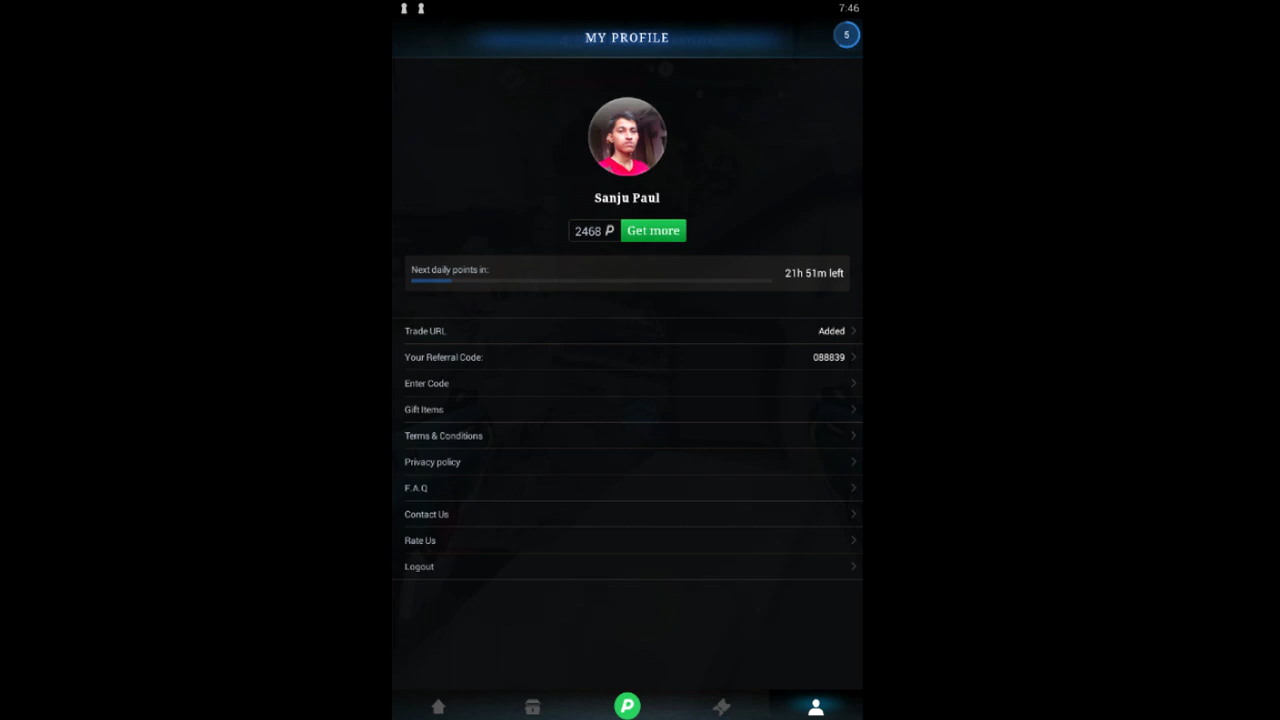 7:46
MY PROFILE
5
Sanju Paul
2468 P Get more
Next daily points in:
21h 51m left
Trade URL Added
Your Referral Code: 088839
Enter Code
Gift Items
Terms & Conditions
Privacy policy
F.A.Q
Contact Us
Rate Us
Logout
P